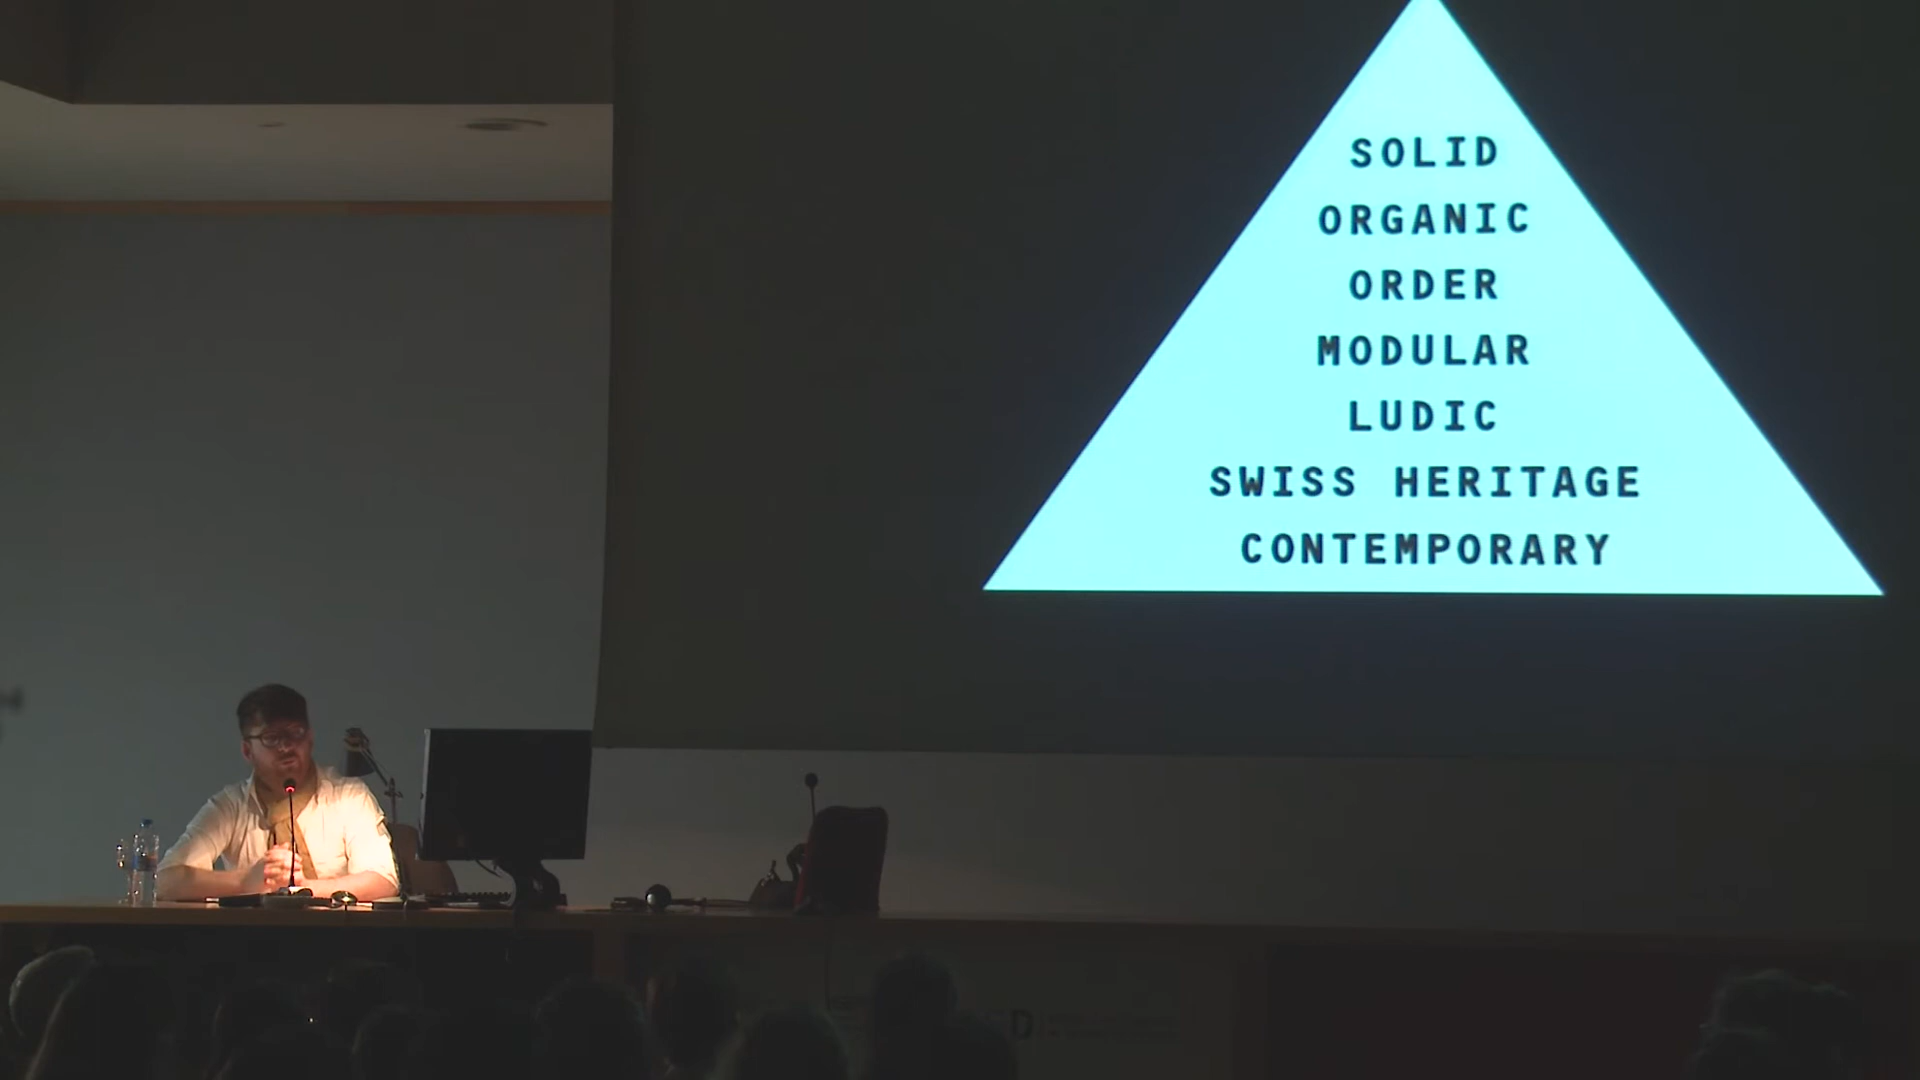 SOLID
ORGANIC
ORDER
MODULAR
LUDIC
SWISS HERITAGE
CONTEMPORARY